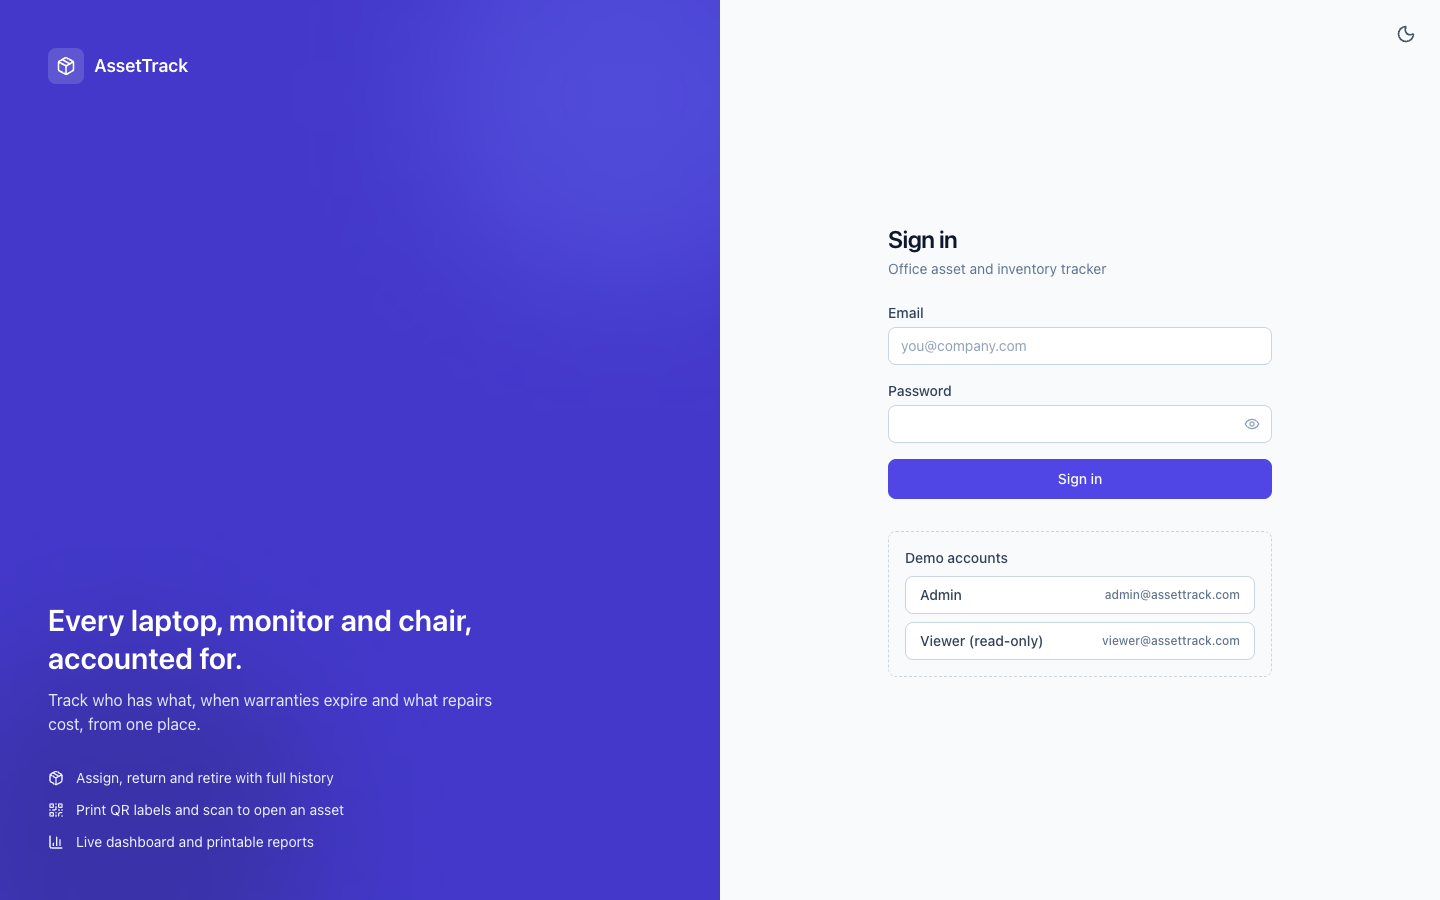 AssetTrack
Every laptop, monitor and chair,
accounted for.
Track who has what, when warranties expire and what repairs
cost, from one place.
Assign, return and retire with full history
Print QR labels and scan to open an asset
Live dashboard and printable reports
Sign in
Office asset and inventory tracker
Email
you@company.com
Password
Sign in
Demo accounts
Admin admin@assettrack.com
Viewer (read-only) viewer@assettrack.com